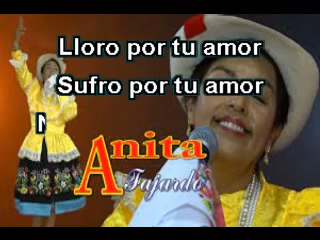 Lloro por tu amor
Sufro por tu amor
N
Anita
Fajardo